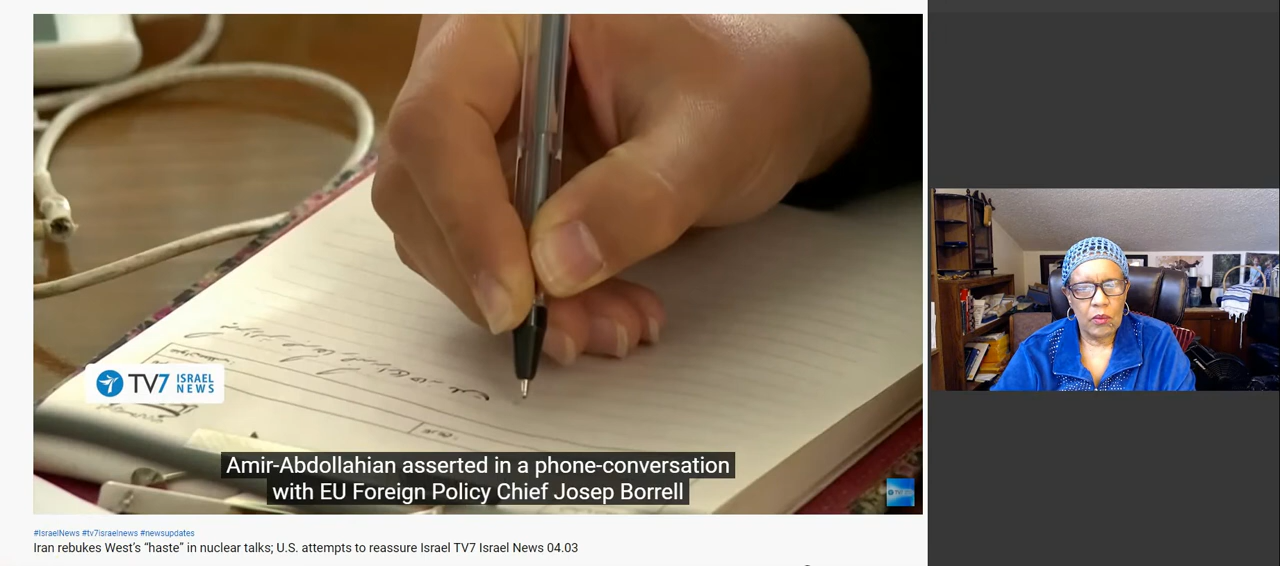 TV7 ISRAEL
NEWS
Amir-Abdollahian asserted in a phone-conversation
with EU Foreign Policy Chief Josep Borrell
#IsraelNews #tv7israelnews #newsupdates
Iran rebukes West's “haste” in nuclear talks; U.S. attempts to reassure Israel TV7 Israel News 04.03